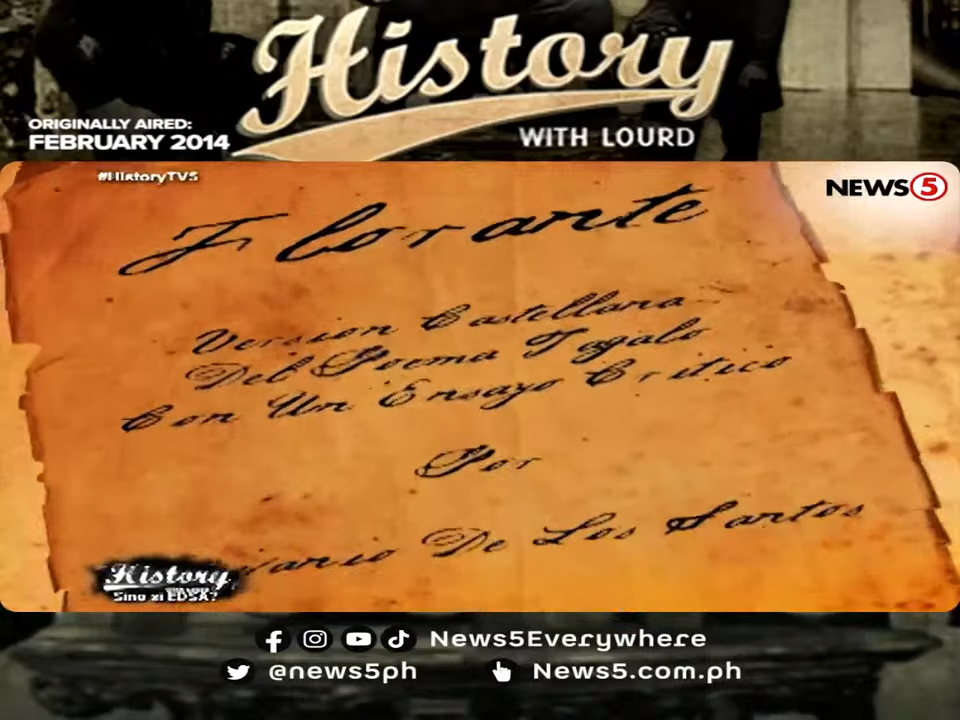 History
WITH LOURD
ORIGINALLY AIRED:
FEBRUARY 2014
#HistoryTV5
NEWS5
Florante
Version Castellana
Del Poema Tagalo
Con Un Ensayo Critico
Por
De Los Santos
History
Sino si EDSA?
News5Everywhere
@news5ph
News5.com.ph